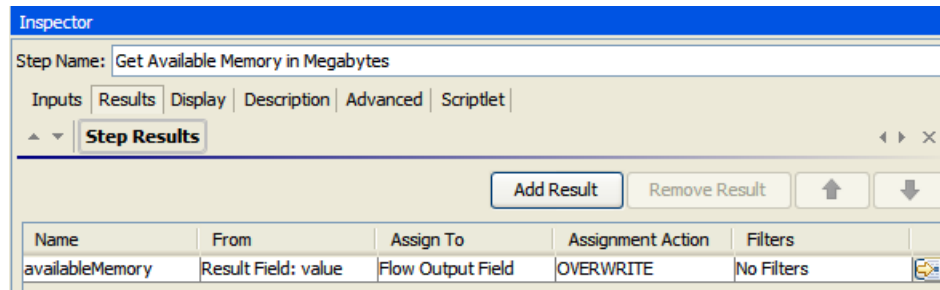 Inspector
Step Name: Get Available Memory in Megabytes
Inputs Results Display Description Advanced Scriptlet
Step Results
Add Result Remove Result
Name From Assign To Assignment Action Filters
availableMemory Result Field: value Flow Output Field OVERWRITE No Filters